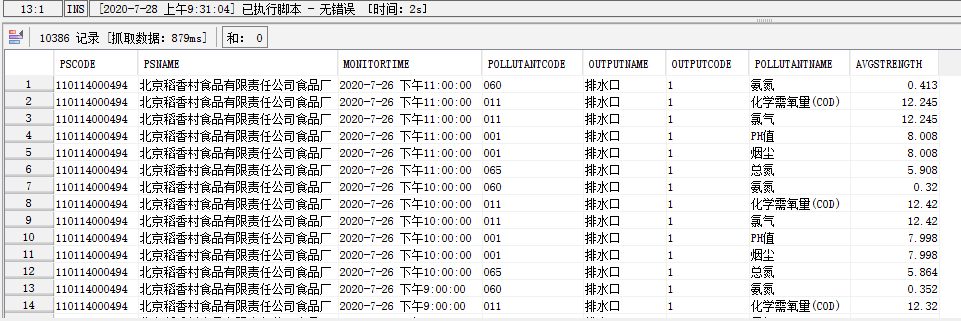 13:1 INS [2020-7-28 上午9:31:04] 已执行脚本 - 无错误 [时间: 2s]
10386 记录 [抓取数据: 879ms] 和: 0
PSCODE PSNAME MONITORTIME POLLUTANTCODE OUTPUTNAME OUTPUTCODE POLLUTANTNAME AVGSTRENGTH
1 110114000494 北京稻香村食品有限责任公司食品厂 2020-7-26 下午11:00:00 060 排水口 1 氨氮 0.413
2 110114000494 北京稻香村食品有限责任公司食品厂 2020-7-26 下午11:00:00 011 排水口 1 化学需氧量(COD) 12.245
3 110114000494 北京稻香村食品有限责任公司食品厂 2020-7-26 下午11:00:00 011 排水口 1 氯气 12.245
4 110114000494 北京稻香村食品有限责任公司食品厂 2020-7-26 下午11:00:00 001 排水口 1 PH值 8.008
5 110114000494 北京稻香村食品有限责任公司食品厂 2020-7-26 下午11:00:00 001 排水口 1 烟尘 8.008
6 110114000494 北京稻香村食品有限责任公司食品厂 2020-7-26 下午11:00:00 065 排水口 1 总氮 5.908
7 110114000494 北京稻香村食品有限责任公司食品厂 2020-7-26 下午10:00:00 060 排水口 1 氨氮 0.32
8 110114000494 北京稻香村食品有限责任公司食品厂 2020-7-26 下午10:00:00 011 排水口 1 化学需氧量(COD) 12.42
9 110114000494 北京稻香村食品有限责任公司食品厂 2020-7-26 下午10:00:00 011 排水口 1 氯气 12.42
10 110114000494 北京稻香村食品有限责任公司食品厂 2020-7-26 下午10:00:00 001 排水口 1 PH值 7.998
11 110114000494 北京稻香村食品有限责任公司食品厂 2020-7-26 下午10:00:00 001 排水口 1 烟尘 7.998
12 110114000494 北京稻香村食品有限责任公司食品厂 2020-7-26 下午10:00:00 065 排水口 1 总氮 5.864
13 110114000494 北京稻香村食品有限责任公司食品厂 2020-7-26 下午9:00:00 060 排水口 1 氨氮 0.352
14 110114000494 北京稻香村食品有限责任公司食品厂 2020-7-26 下午9:00:00 011 排水口 1 化学需氧量(COD) 12.32